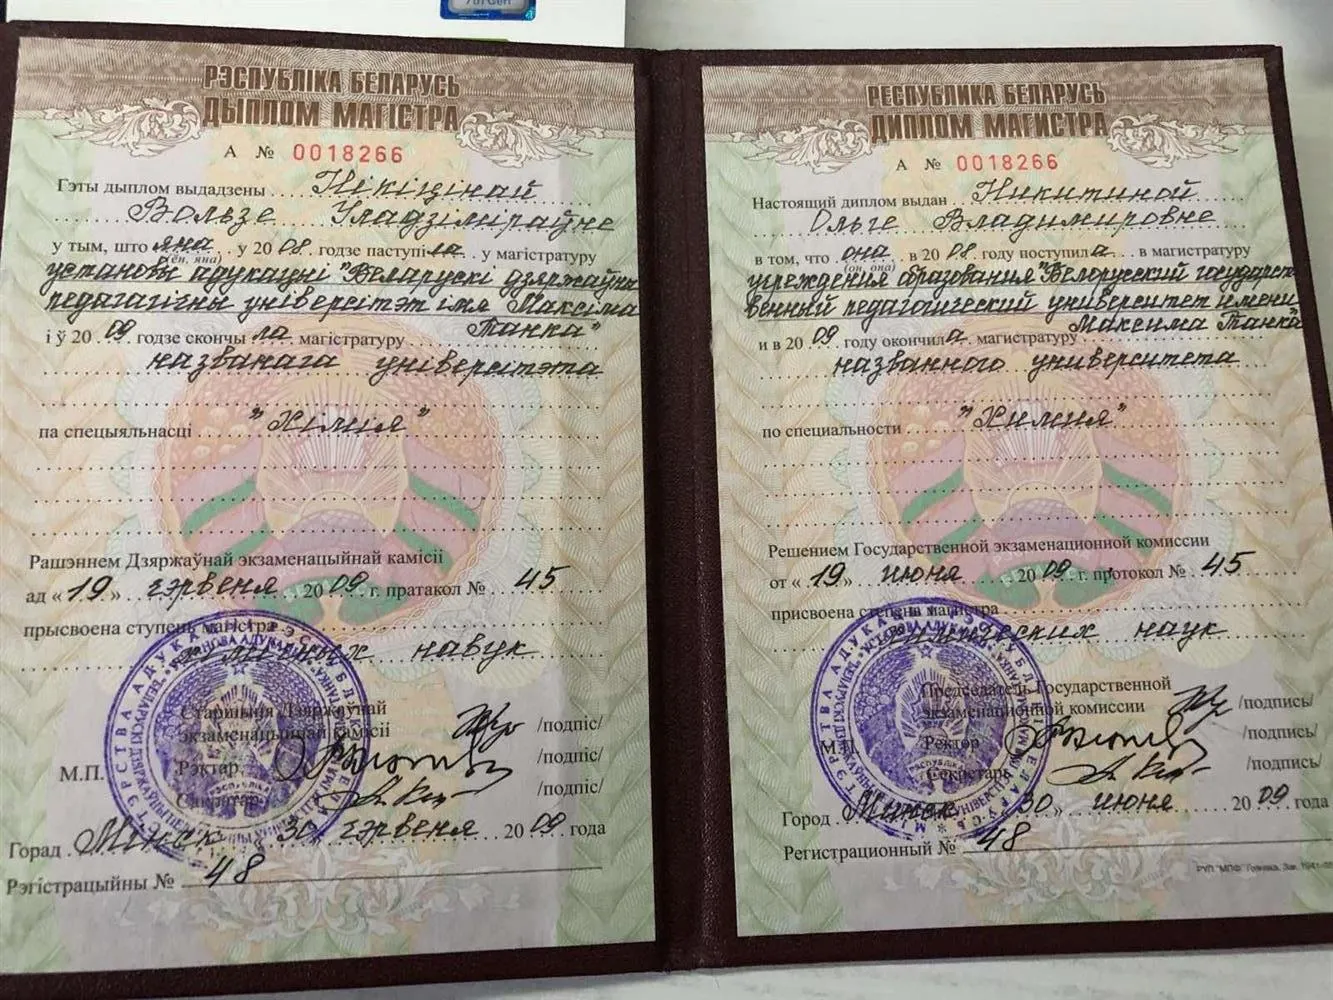 РЭСПУБЛІКА БЕЛАРУСЬ
ДЫПЛОМ МАГІСТРА
А № 0018266
Гэты дыплом выдадзены Нікіцінай
Вользе Уладзіміраўне
у тым, што яна у 2008 годзе паступіла у магістратуру
(ён, яна)
установы адукацыі "Беларускі дзяржаўны
педагагічны універсітэт імя Максіма
Танка"
і ў 2009 годзе скончыла магістратуру
названага універсітэта
па спецыяльнасці "Хімія"
Рашэннем Дзяржаўнай экзаменацыйнай камісіі
ад «19» чэрвеня 2009 г. пратакол № 45
прысвоена ступень магістра
хімічных навук
Старшыня Дзяржаўнай
экзаменацыйнай камісіі /подпіс/
М.П. Рэктар /подпіс/
Сакратар /подпіс/
Горад Мінск 30 чэрвеня 2009 года
Рэгістрацыйны № 48
РЕСПУБЛИКА БЕЛАРУСЬ
ДИПЛОМ МАГИСТРА
А № 0018266
Настоящий диплом выдан Никитиной
Ольге Владимировне
в том, что она в 2008 году поступила в магистратуру
(он, она)
учреждения образования "Белорусский государст-
венный педагогический университет имени
Максима Танка"
и в 2009 году окончила магистратуру
названного университета
по специальности "Химия"
Решением Государственной экзаменационной комиссии
от «19» июня 2009 г. протокол № 45
присвоена степень магистра
химических наук
Председатель Государственной
экзаменационной комиссии /подпись/
М.П. Ректор /подпись/
Секретарь /подпись/
Город Минск 30» июня 2009 года
Регистрационный № 48